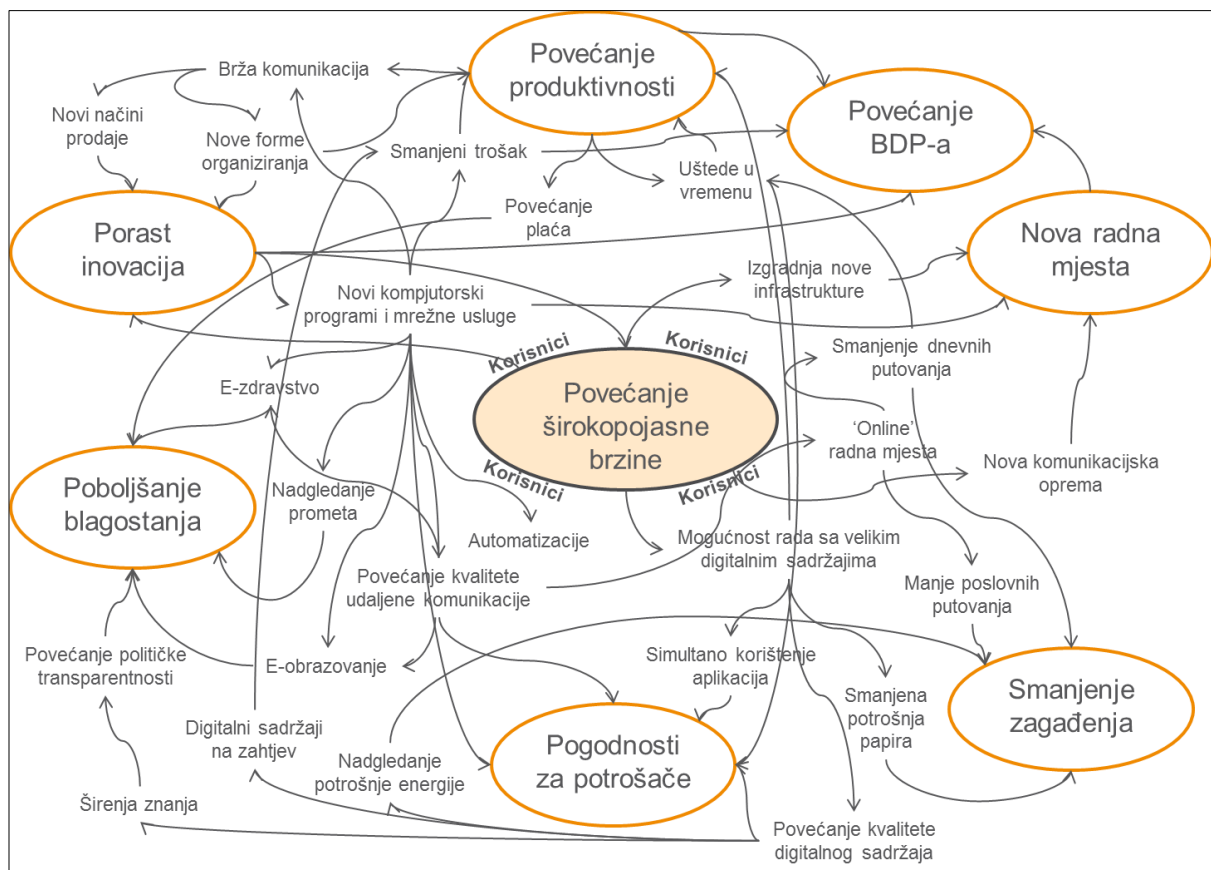 Povećanje
produktivnosti
Brža komunikacija
Povećanje
BDP-a
Novi načini
prodaje
Nove forme
organiziranja
Smanjeni trošak
Uštede u
vremenu
Povećanje
plaća
Porast
inovacija
Nova radna
mjesta
Izgradnja nove
infrastrukture
Novi kompjutorski
programi i mrežne usluge
Korisnici
Korisnici
Smanjenje dnevnih
putovanja
E-zdravstvo
Povećanje
širokopojasne
brzine
'Online'
radna mjesta
Nova komunikacijska
oprema
Korisnici
Korisnici
Poboljšanje
blagostanja
Nadgledanje
prometa
Automatizacije
Mogućnost rada sa velikim
digitalnim sadržajima
Povećanje kvalitete
udaljene komunikacije
Manje poslovnih
putovanja
Povećanje političke
transparentnosti
E-obrazovanje
Simultano korištenje
aplikacija
Smanjena
potrošnja
papira
Smanjenje
zagađenja
Digitalni sadržaji
na zahtjev
Nadgledanje
potrošnje energije
Pogodnosti
za potrošače
Širenja znanja
Povećanje kvalitete
digitalnog sadržaja